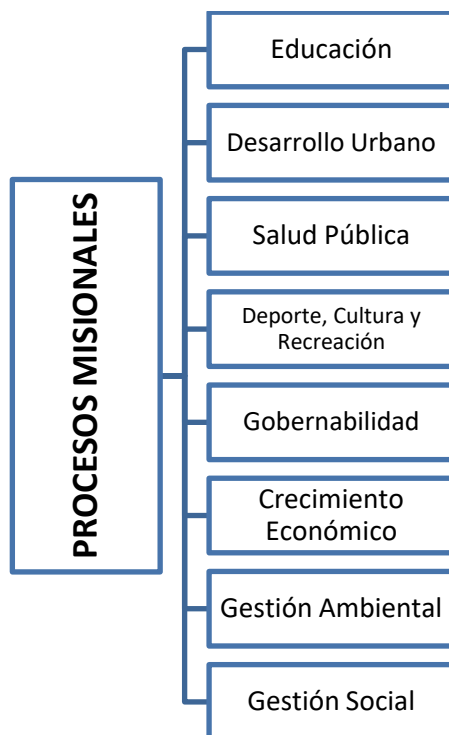 PROCESOS MISIONALES
Educación
Desarrollo Urbano
Salud Pública
Deporte, Cultura y
Recreación
Gobernabilidad
Crecimiento
Económico
Gestión Ambiental
Gestión Social